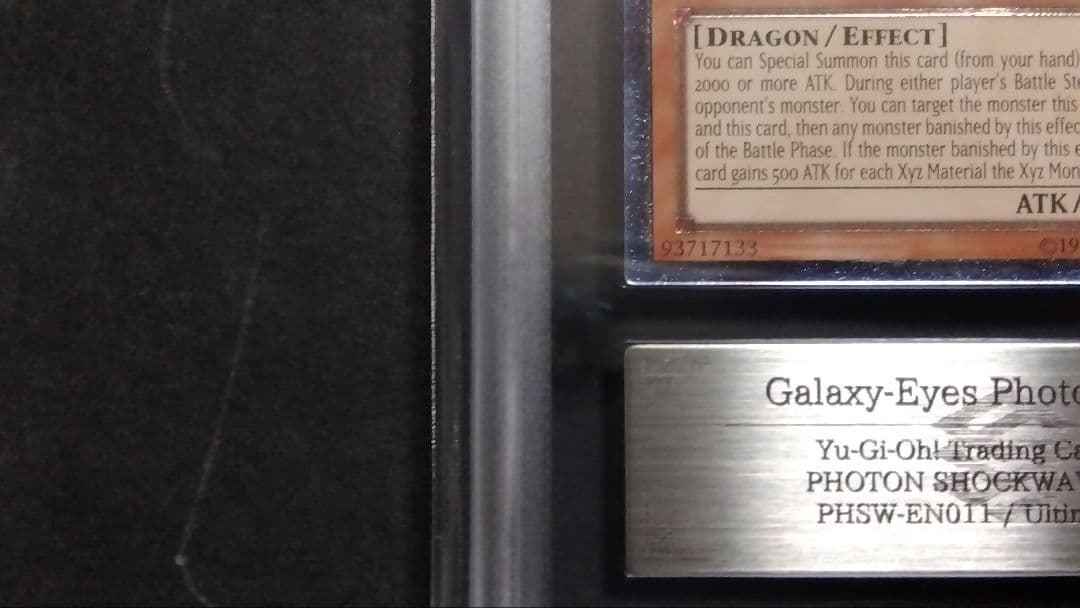 [DRAGON/EFFECT]
You can Special Summon this card (from your hand)
2000 or more ATK. During either player's Battle Ste
opponent's monster: You can target the monster this
and this card, then any monster banished by this effec
of the Battle Phase. If the monster banished by this e
card gains 500 ATK for each Xyz Material the Xyz Mon
ATK/
93717133
©19
Galaxy-Eyes Photo
Yu-Gi-Oh! Trading Ca
PHOTON SHOCKWAV
PHSW-EN011 / Ultim